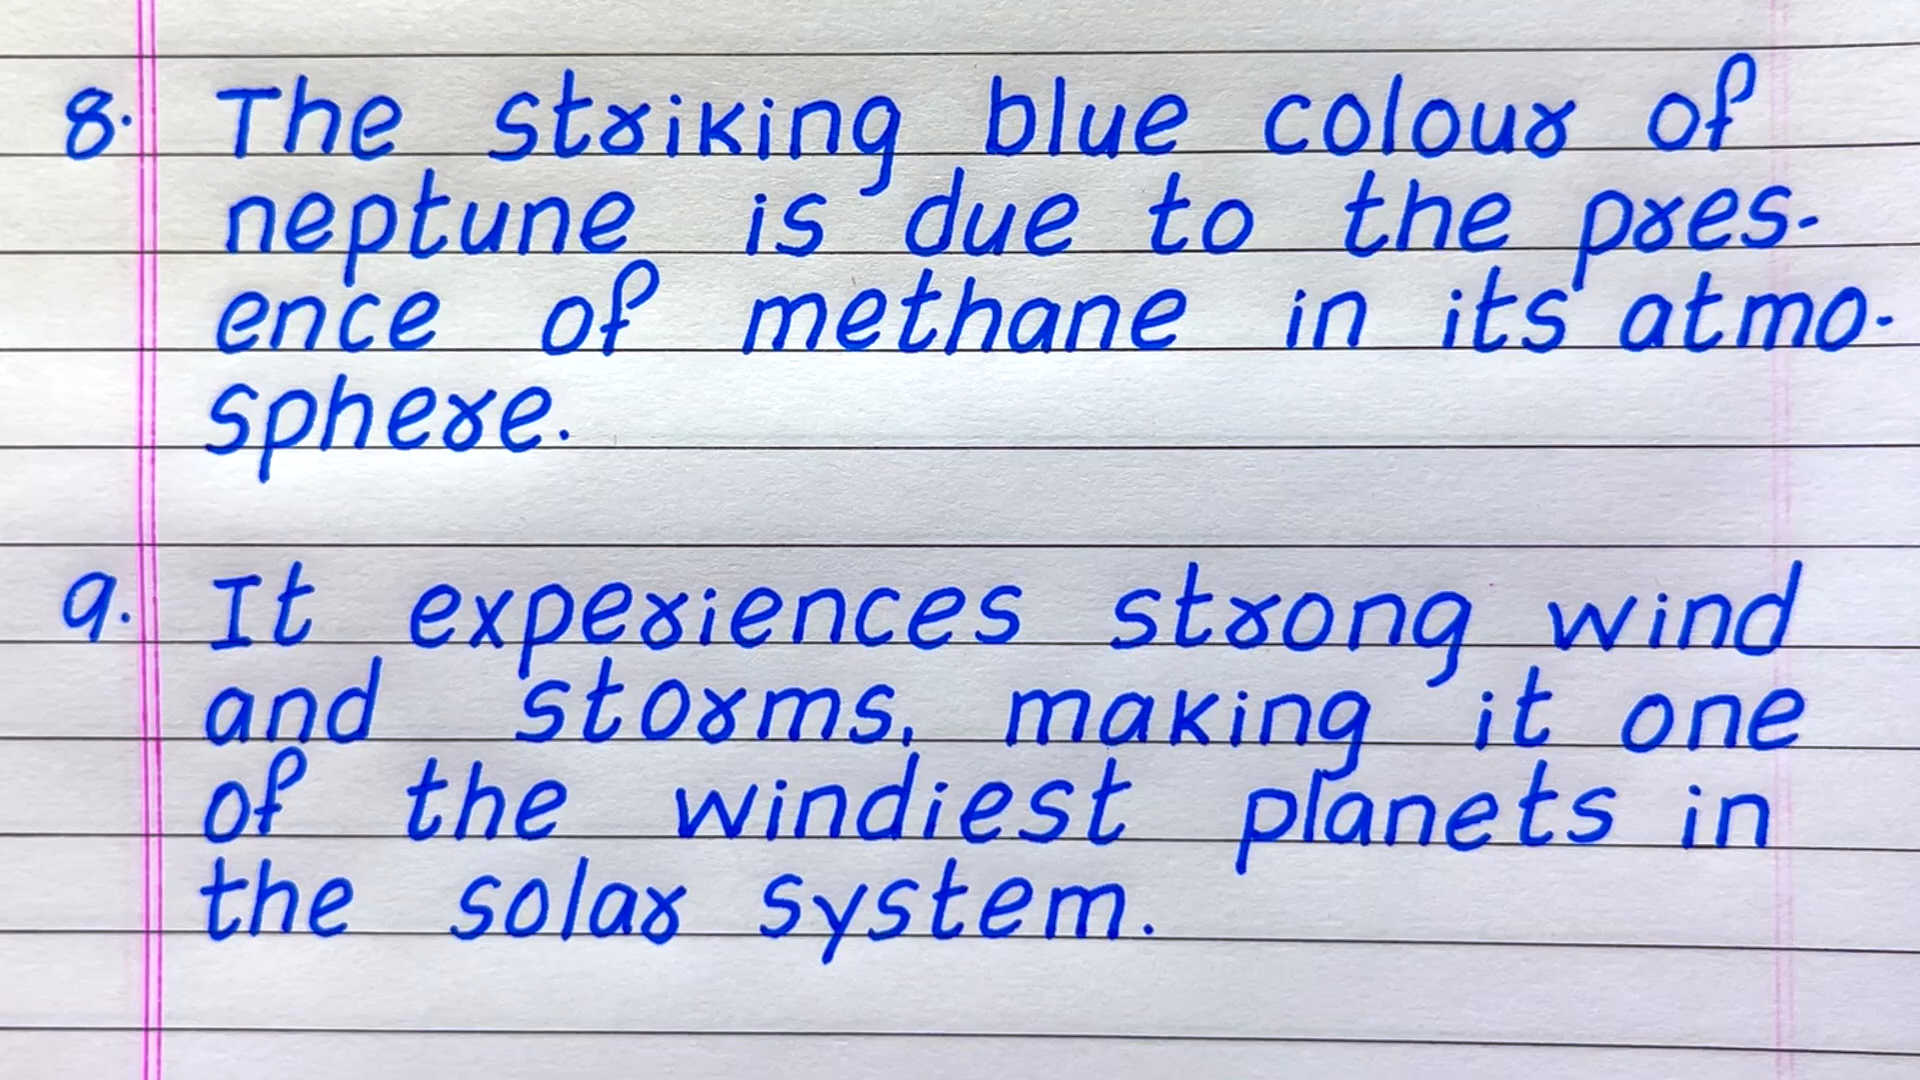 8. The striking blue colour of
neptune is due to the pres-
ence of methane in its atmo-
sphere.
9. It experiences strong wind
and storms, making it one
of the windiest planets in
the solar system.